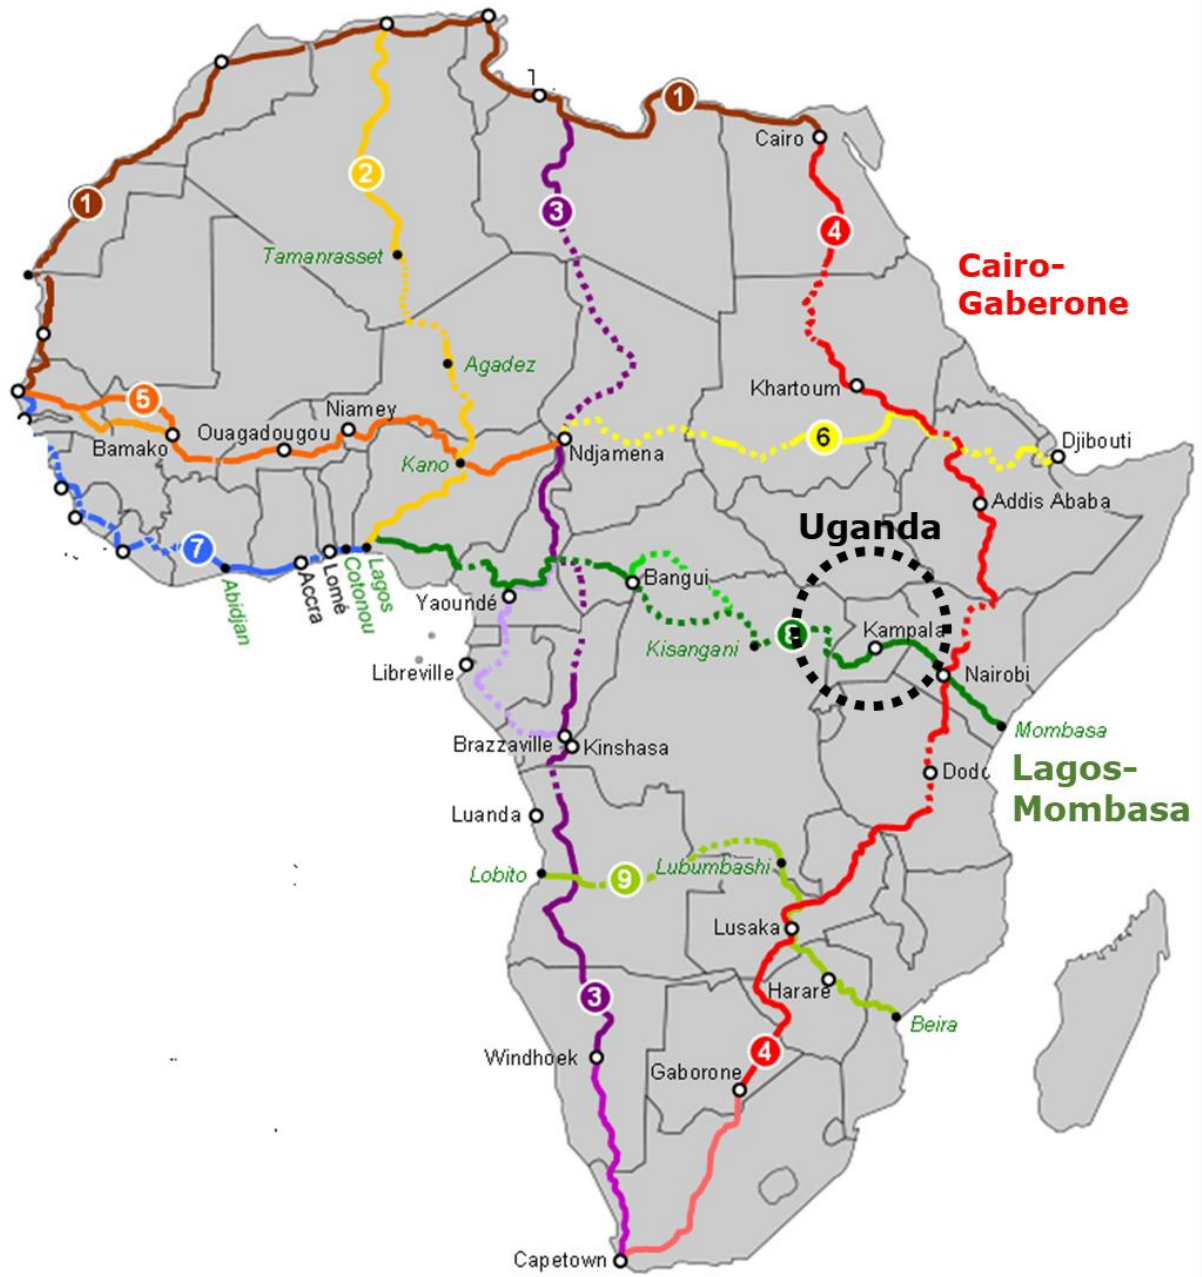 1
Cairo
1
2
3
4
Tamanrasset
Cairo-
Gaberone
Agadez
Khartoum
5
Niamey
Ouagadougou
Bamako
6
Djibouti
Kano
Ndjamena
Addis Ababa
Uganda
7
Abidjan
Accra
Lomé
Cotonou
Lagos
Yaoundé
Bangui
Kisangani
8
Kampala
Libreville
Nairobi
Brazzaville
Kinshasa
Mombasa
Dodo
Lagos-
Mombasa
Luanda
Lobito
9
Lubumbashi
Lusaka
Harare
3
Beira
Windhoek
4
Gaborone
Capetown